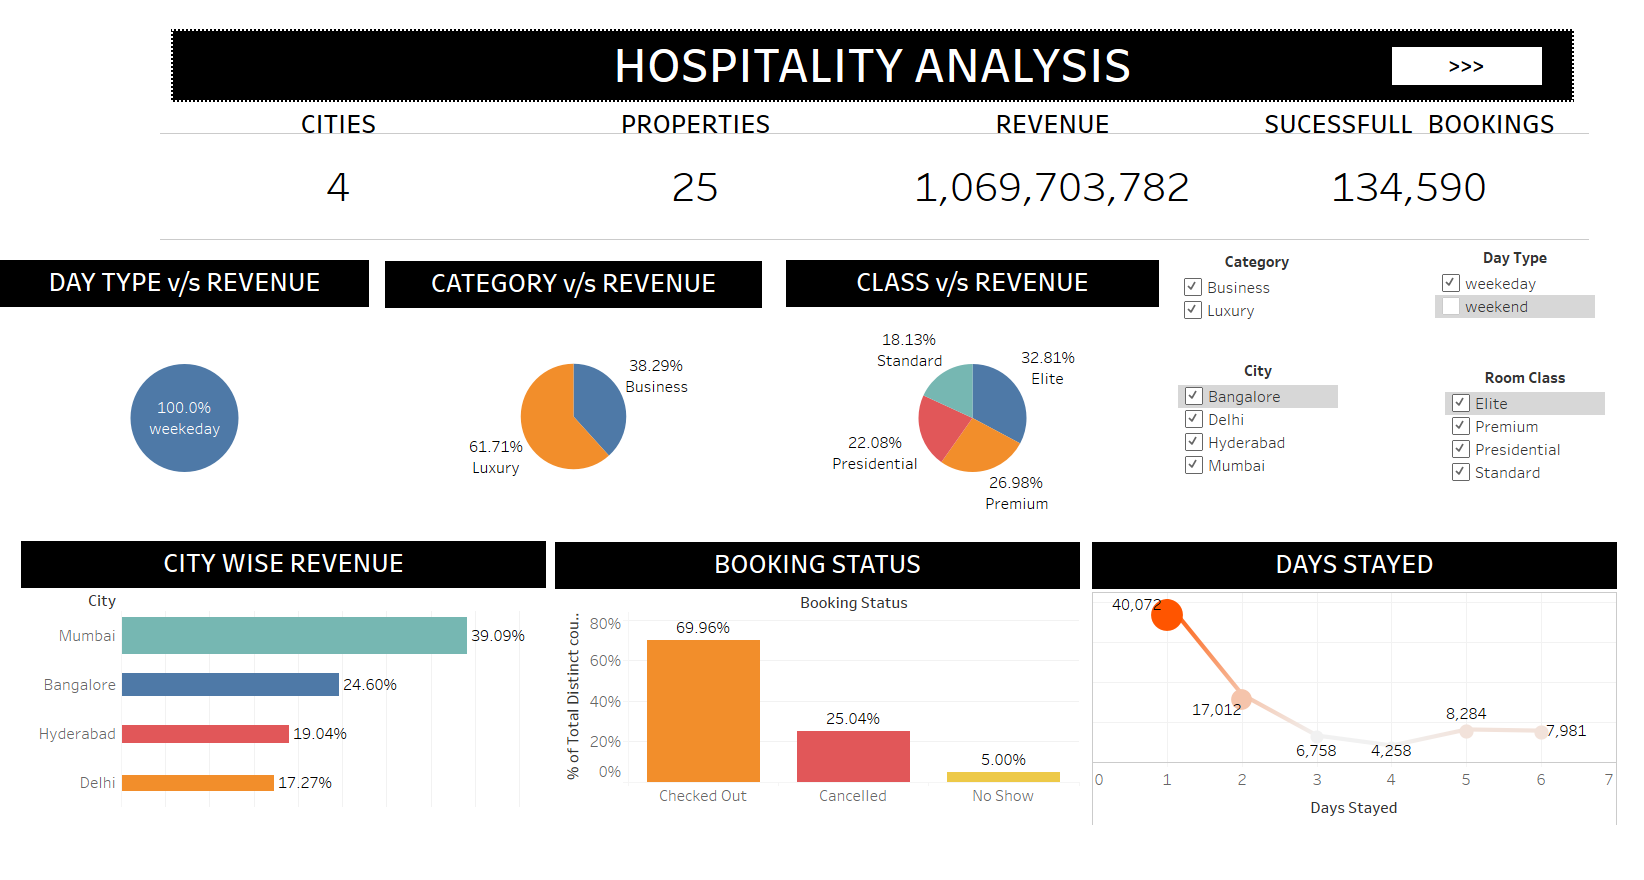 HOSPITALITY ANALYSIS
>>>
CITIES
PROPERTIES
REVENUE
SUCESSFULL BOOKINGS
4
25
1,069,703,782
134,590
DAY TYPE v/s REVENUE
100.0%
weekeday
CATEGORY v/s REVENUE
38.29%
Business
61.71%
Luxury
CLASS v/s REVENUE
18.13%
Standard
32.81%
Elite
22.08%
Presidential
26.98%
Premium
Category
Business
Luxury
Day Type
weekeday
weekend
City
Bangalore
Delhi
Hyderabad
Mumbai
Room Class
Elite
Premium
Presidential
Standard
CITY WISE REVENUE
City
Mumbai
39.09%
Bangalore
24.60%
Hyderabad
19.04%
Delhi
17.27%
BOOKING STATUS
Booking Status
% of Total Distinct cou..
80%
60%
40%
20%
0%
69.96%
25.04%
5.00%
Checked Out
Cancelled
No Show
DAYS STAYED
40,072
17,012
6,758
4,258
8,284
7,981
0
1
2
3
4
5
6
7
Days Stayed